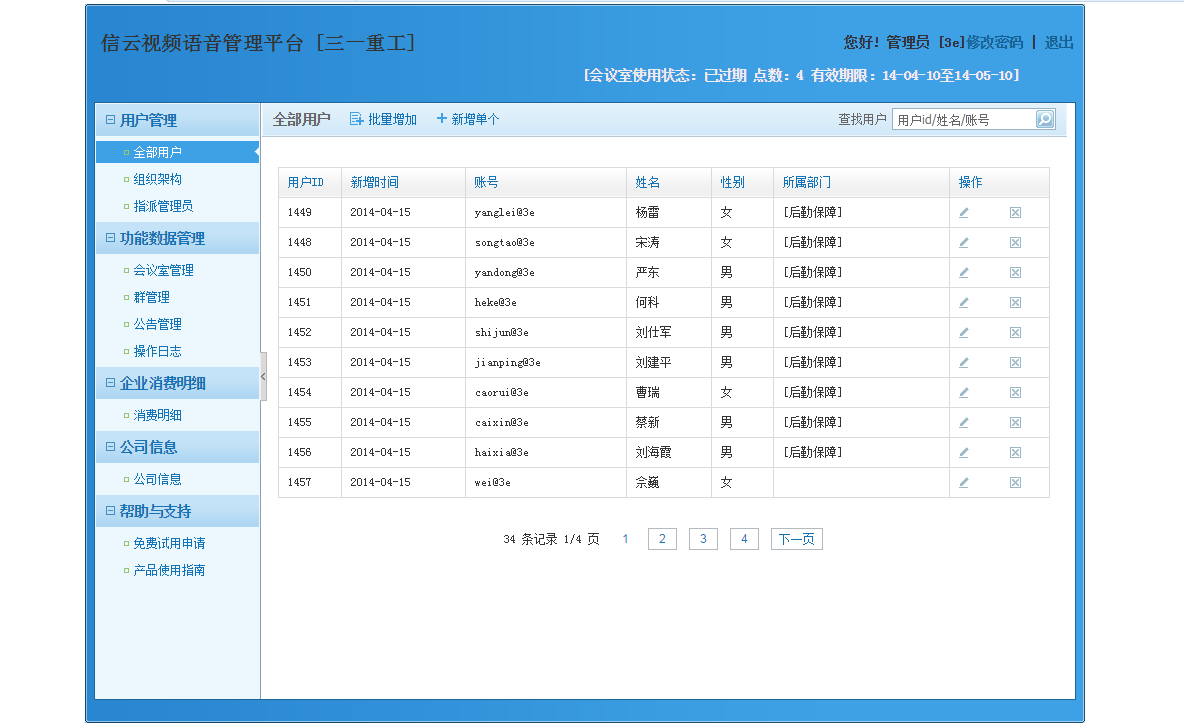 信云视频语音管理平台 [三一重工]
您好! 管理员 [3e]修改密码 | 退出
[会议室使用状态: 已过期 点数: 4 有效期限: 14-04-10至14-05-10]
用户管理
全部用户
组织架构
指派管理员
功能数据管理
会议室管理
群管理
公告管理
操作日志
企业消费明细
消费明细
公司信息
公司信息
帮助与支持
免费试用申请
产品使用指南
全部用户 批量增加 新增单个 查找用户 用户id/姓名/账号
用户ID 新增时间 账号 姓名 性别 所属部门 操作
1449 2014-04-15 yanglei@3e 杨雷 女 [后勤保障]
1448 2014-04-15 songtao@3e 宋涛 女 [后勤保障]
1450 2014-04-15 yandong@3e 严东 男 [后勤保障]
1451 2014-04-15 heke@3e 何科 男 [后勤保障]
1452 2014-04-15 shijun@3e 刘仕军 男 [后勤保障]
1453 2014-04-15 jianping@3e 刘建平 男 [后勤保障]
1454 2014-04-15 caorui@3e 曹瑞 女 [后勤保障]
1455 2014-04-15 caixin@3e 蔡新 男 [后勤保障]
1456 2014-04-15 haixia@3e 刘海霞 男 [后勤保障]
1457 2014-04-15 wei@3e 佘巍 女
34 条记录 1/4 页 1 2 3 4 下一页